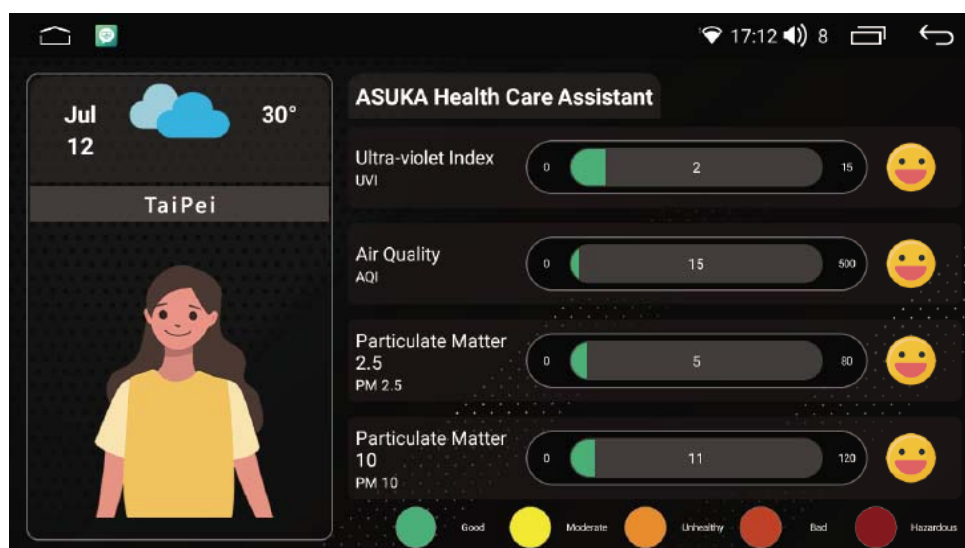 17:12 8
Jul
12
30°
TaiPei
ASUKA Health Care Assistant
Ultra-violet Index
UVI
0 2 15
Air Quality
AQI
0 15 500
Particulate Matter
2.5
PM 2.5
0 5 80
Particulate Matter
10
PM 10
0 11 120
Good Moderate Unhealthy Bad Hazardous